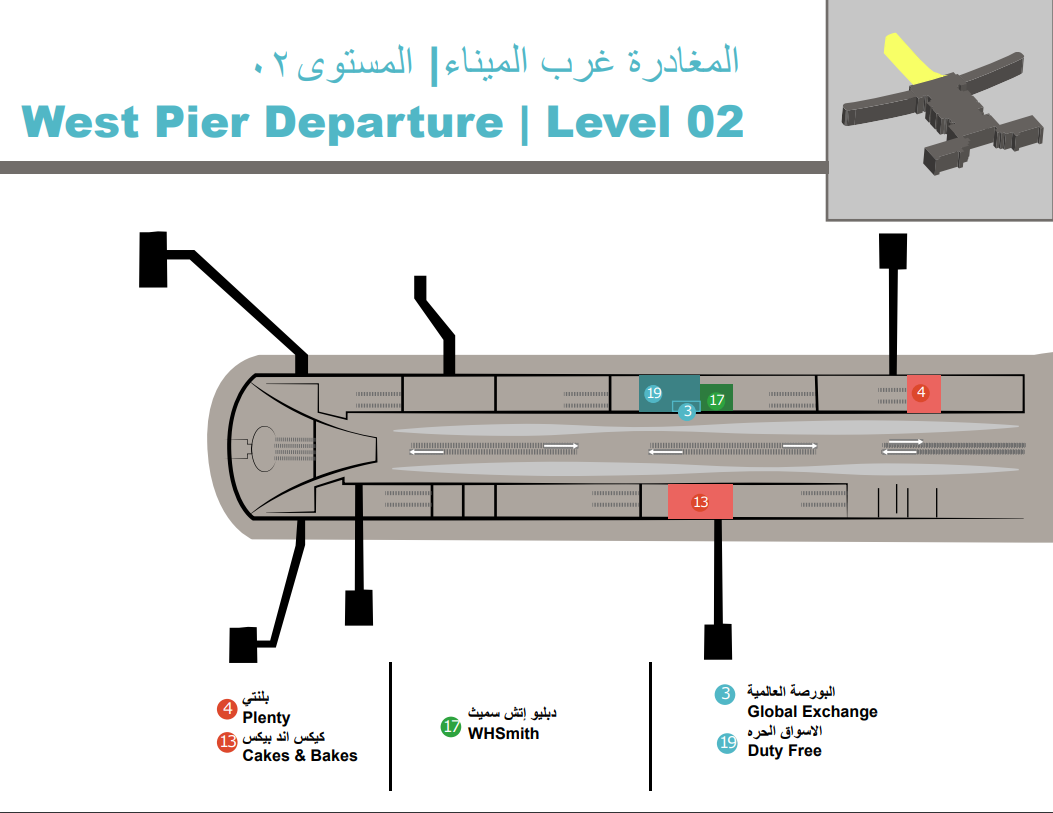 المغادرة غرب الميناء| المستوى ٠٢
West Pier Departure | Level 02
19
17
3
4
13
بلنتي
4
Plenty
كيكس اند بيكس
13
Cakes & Bakes
دبليو إتش سميث
17
WHSmith
البورصة العالمية
3
Global Exchange
الاسواق الحره
19
Duty Free